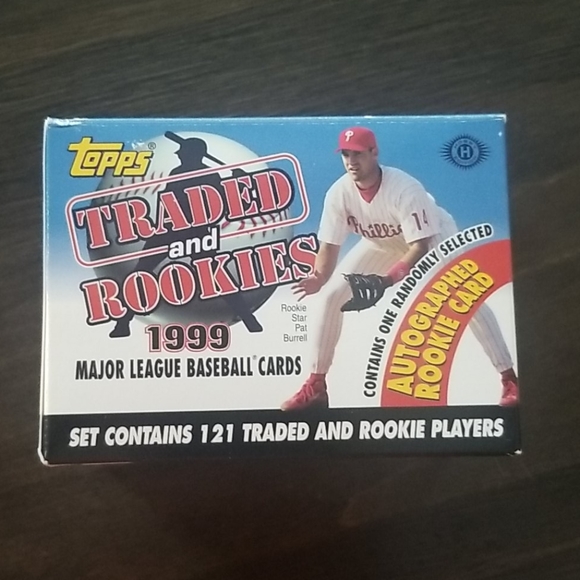 Topps
TRADED
and
ROOKIES
1999
MAJOR LEAGUE BASEBALL® CARDS
P
Phillies
14
Rookie
Star
Pat
Burrell
H
CONTAINS ONE RANDOMLY SELECTED
AUTOGRAPHED
ROOKIE CARD
SET CONTAINS 121 TRADED AND ROOKIE PLAYERS